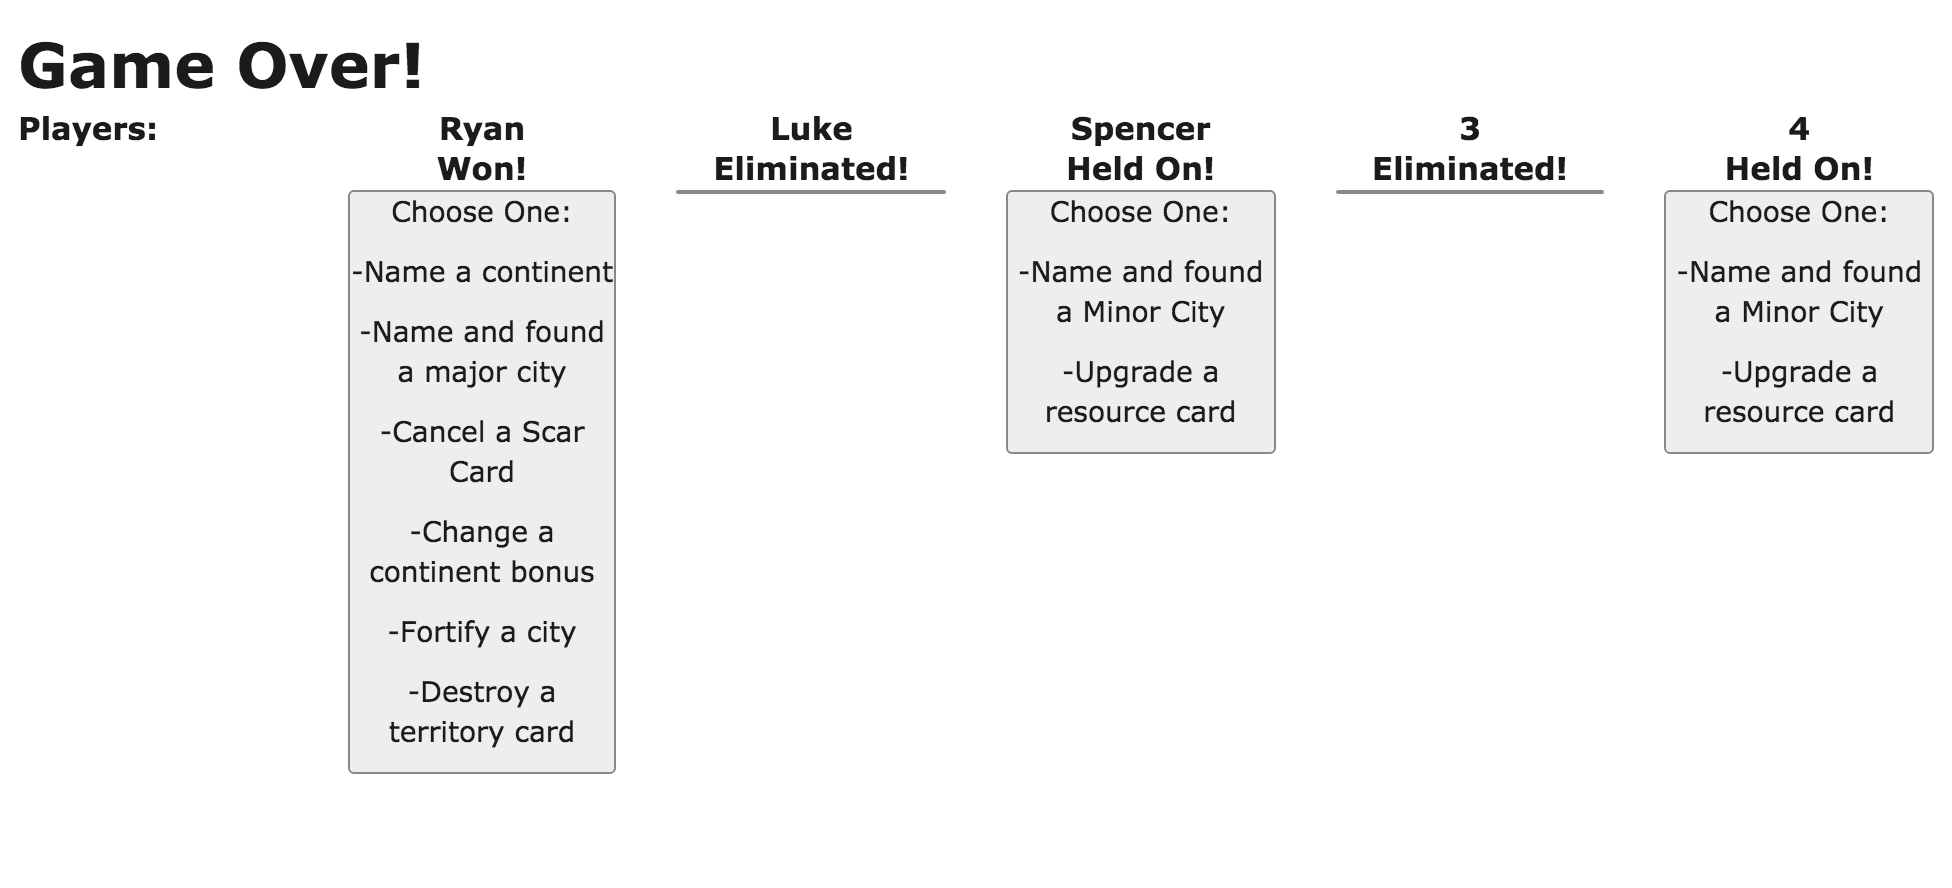 Game Over!
Players:
Ryan
Won!
Choose One:
-Name a continent
-Name and found
a major city
-Cancel a Scar
Card
-Change a
continent bonus
-Fortify a city
-Destroy a
territory card
Luke
Eliminated!
Spencer
Held On!
Choose One:
-Name and found
a Minor City
-Upgrade a
resource card
3
Eliminated!
4
Held On!
Choose One:
-Name and found
a Minor City
-Upgrade a
resource card